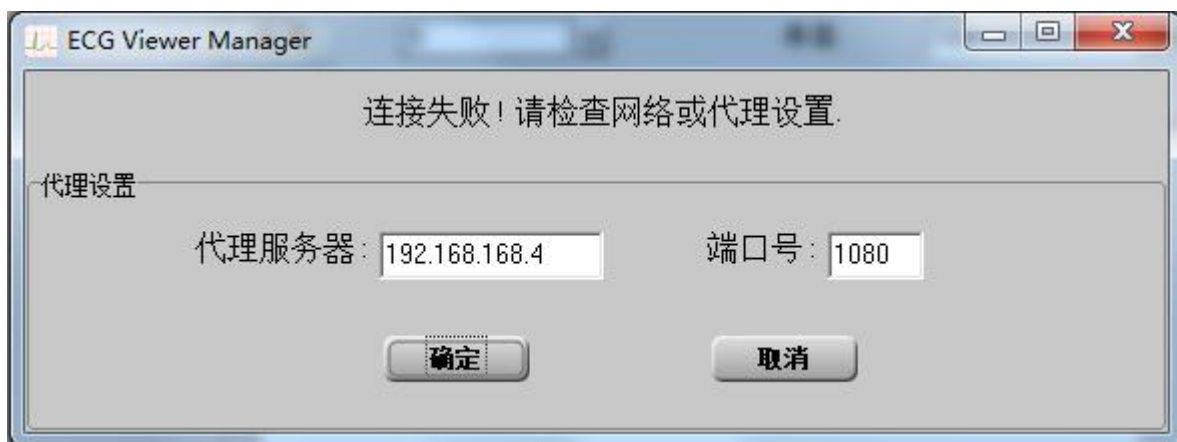 ECG Viewer Manager
连接失败！请检查网络或代理设置.
代理设置
代理服务器: 192.168.168.4 端口号: 1080
确定 取消